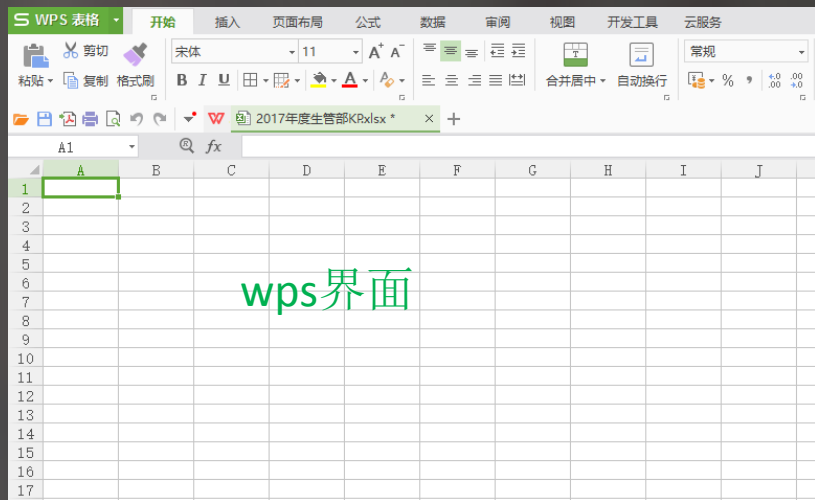 S WPS 表格 开始 插入 页面布局 公式 数据 审阅 视图 开发工具 云服务
剪切 宋体 11 A+ A- 常规
粘贴 复制 格式刷 B I U A 合并居中 自动换行 % , .0 .00 .00 .0
W 2017年度生管部KP.xlsx * × +
A1 fx
A B C D E F G H I J
1
2
3
4
5
6
wps界面
7
8
9
10
11
12
13
14
15
16
17